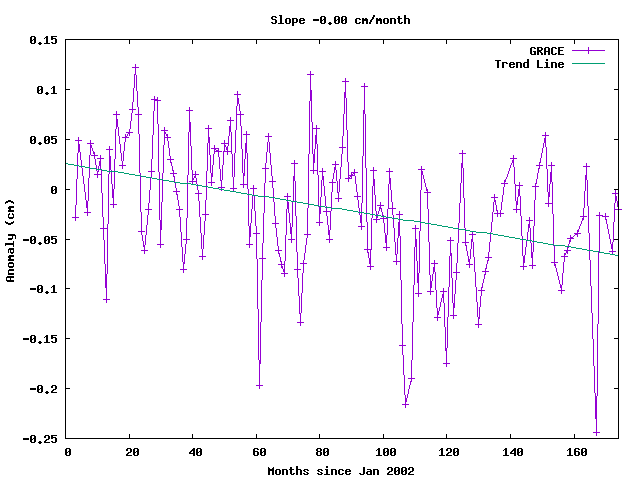 Slope -0.00 cm/month
0.15
GRACE
Trend Line
0.1
0.05
0
-0.05
-0.1
-0.15
-0.2
-0.25
Anomaly (cm)
0 20 40 60 80 100 120 140 160
Months since Jan 2002